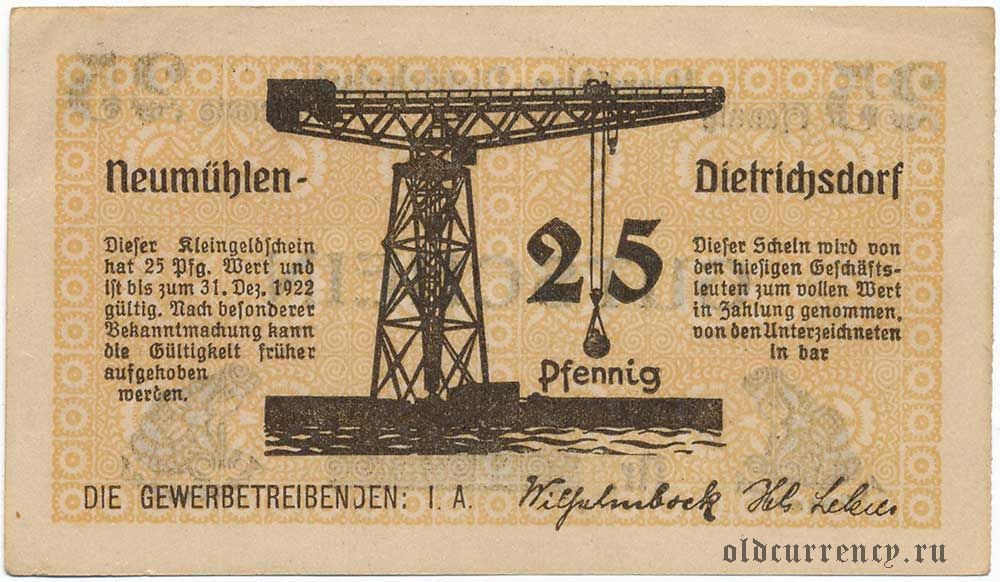 Neumühlen-
Dietrichsdorf
Dieser Kleingeldschein
hat 25 Pfg. Wert und
ist bis zum 31. Dez. 1922
gültig. Nach besonderer
Bekanntmachung kann
die Gültigkeit früher
aufgehoben
werden.
25
Pfennig
Dieser Schein wird von
den hiesigen Geschäfts-
leuten zum vollen Wert
in Zahlung genommen,
von den Unterzeichneten
in bar
DIE GEWERBETREIBENDEN: I. A. Wilhelm Bock
oldcurrency.ru